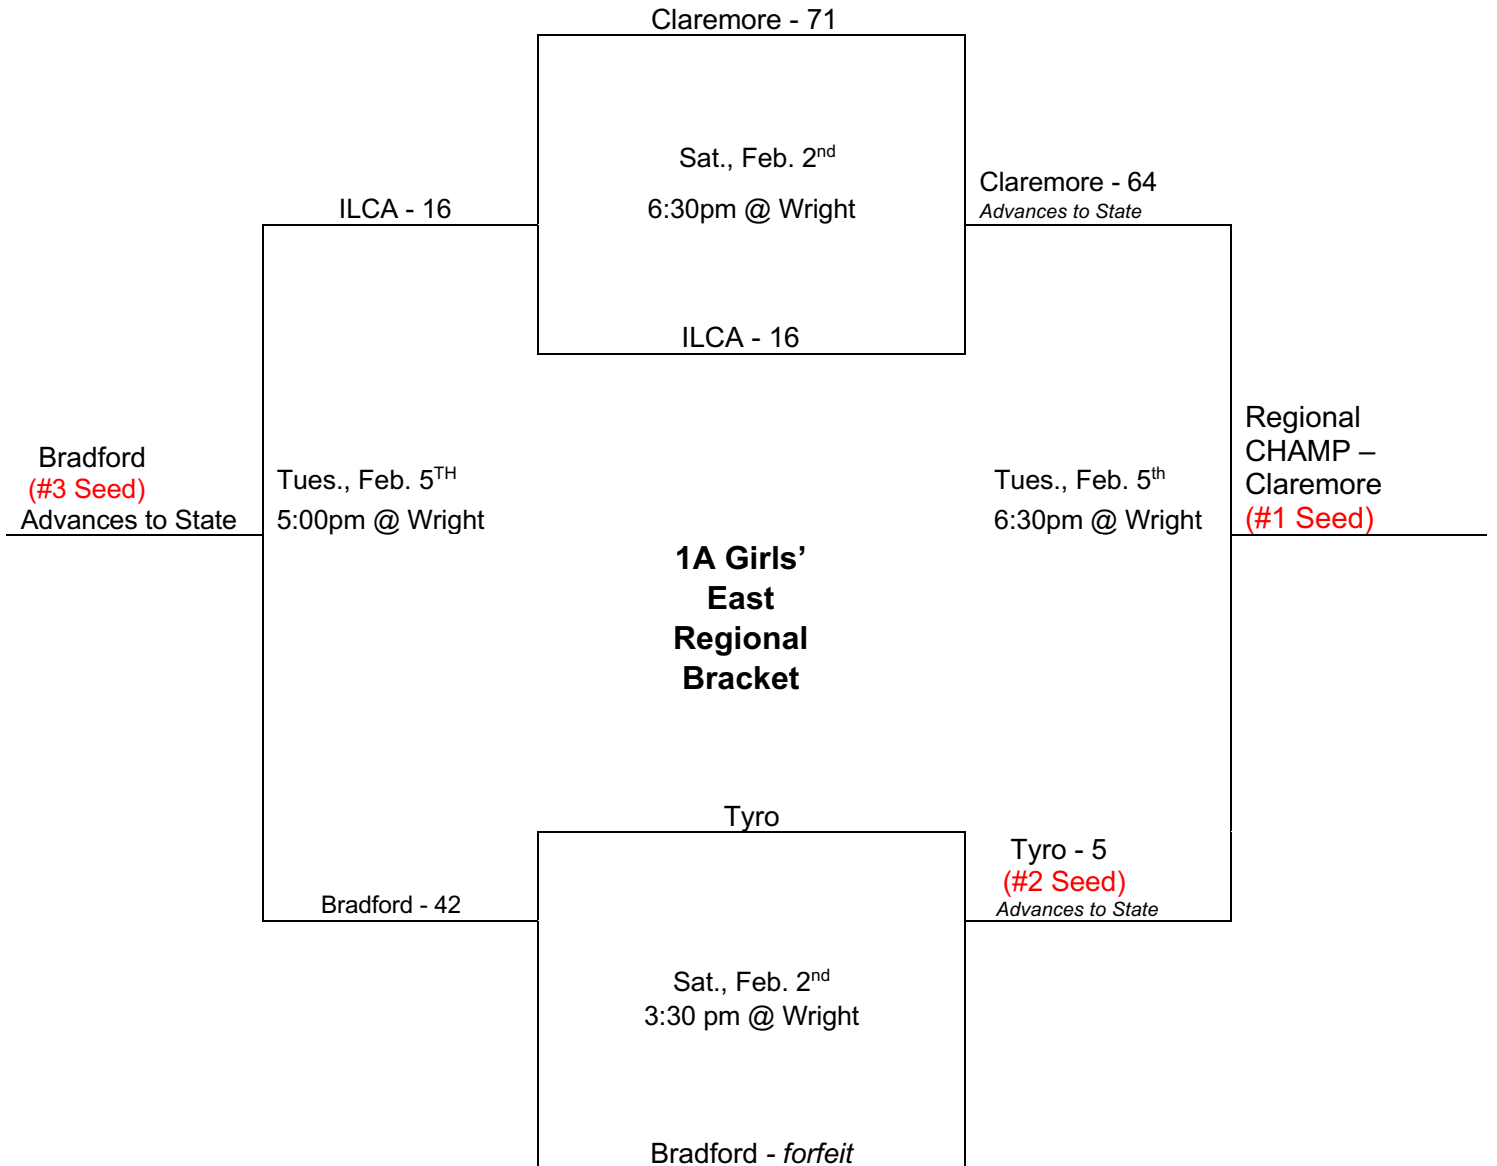 Claremore - 71
Sat., Feb. 2nd
6:30pm @ Wright
ILCA - 16
Claremore - 64
Advances to State
ILCA - 16
Bradford
(#3 Seed)
Advances to State
Tues., Feb. 5TH
5:00pm @ Wright
Tues., Feb. 5th
6:30pm @ Wright
Regional
CHAMP –
Claremore
(#1 Seed)
1A Girls’
East
Regional
Bracket
Tyro
Bradford - 42
Tyro - 5
(#2 Seed)
Advances to State
Sat., Feb. 2nd
3:30 pm @ Wright
Bradford - forfeit